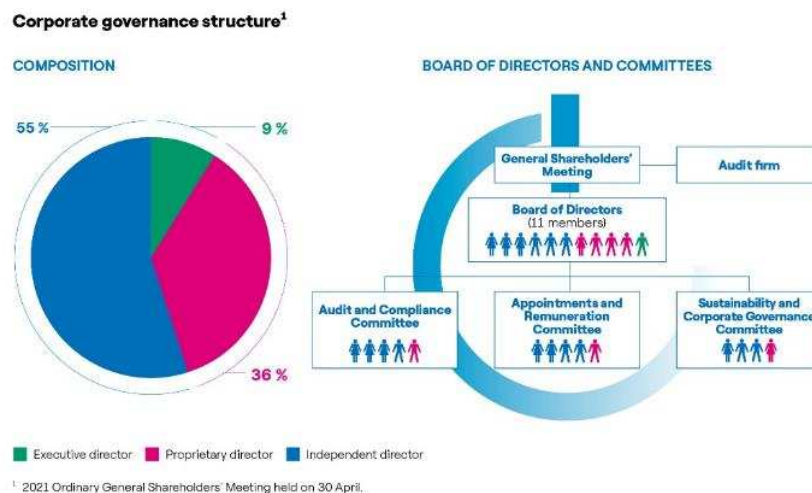 Corporate governance structure¹
COMPOSITION
55 %
9 %
36 %
BOARD OF DIRECTORS AND COMMITTEES
General Shareholders'
Meeting
Audit firm
Board of Directors
(11 members)
Audit and Compliance
Committee
Appointments and
Remuneration
Committee
Sustainability and
Corporate Governance
Committee
Executive director
Proprietary director
Independent director
¹ 2021 Ordinary General Shareholders' Meeting held on 30 April.